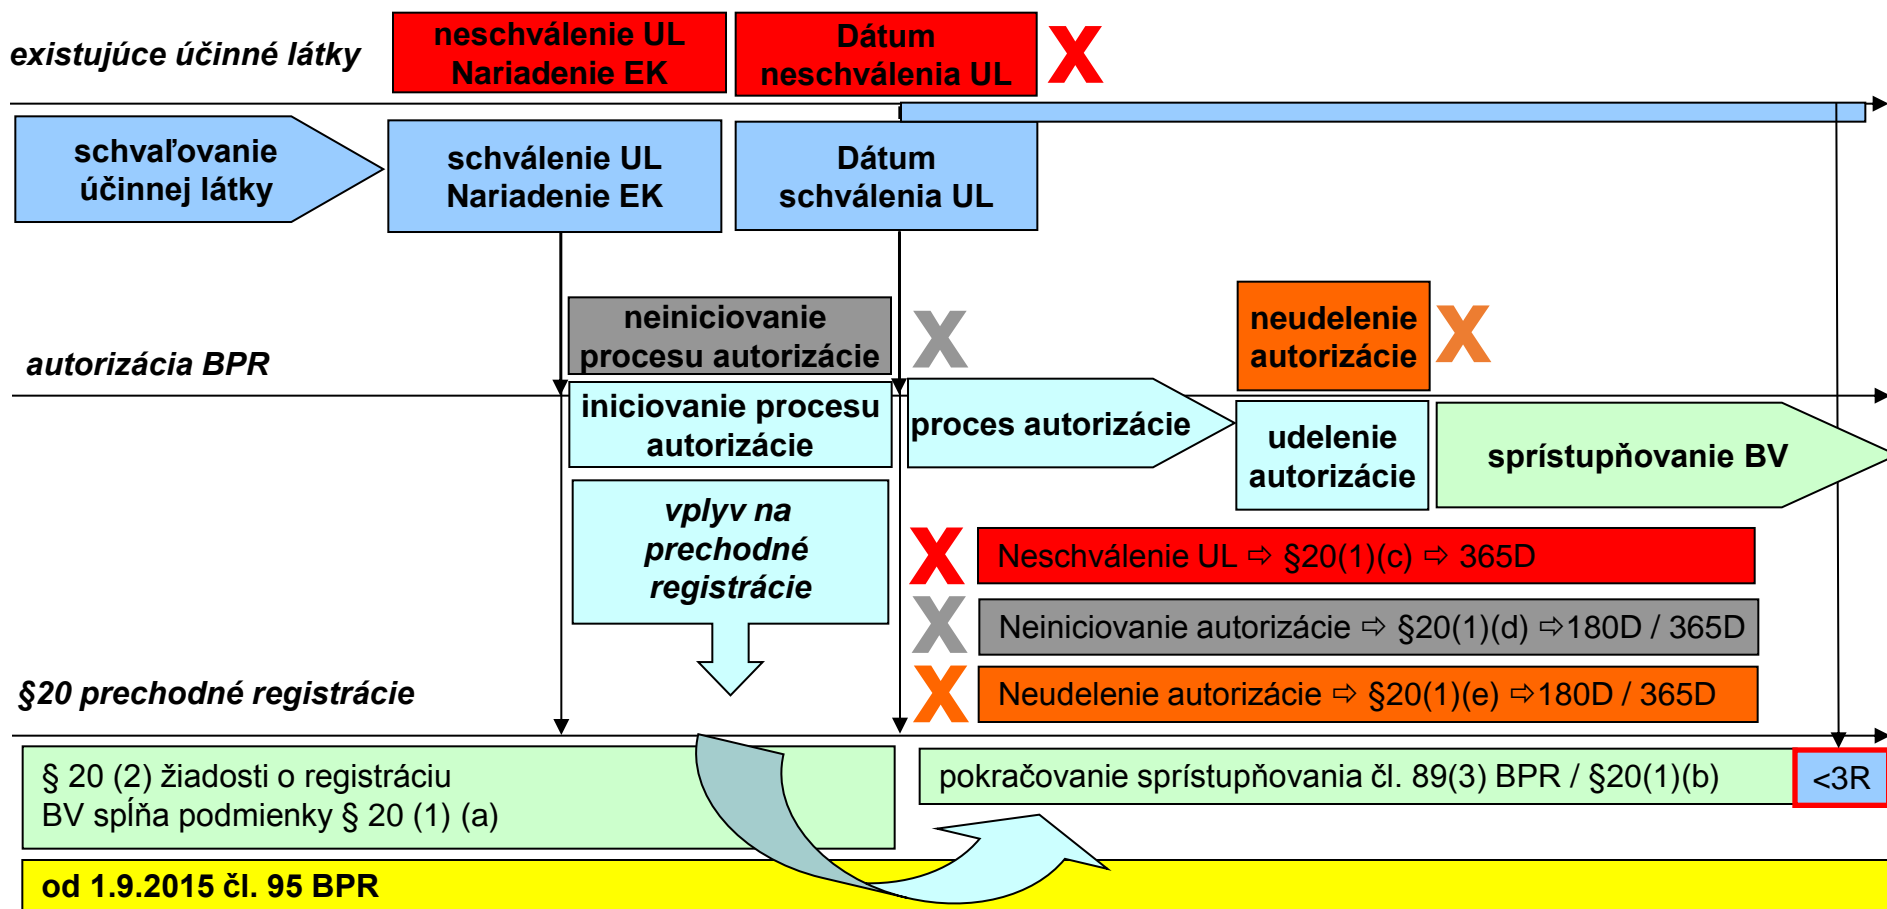 existujúce účinné látky
neschválenie UL
Nariadenie EK
Dátum
neschválenia UL
X
schvaľovanie
účinnej látky
schválenie UL
Nariadenie EK
Dátum
schválenia UL
neiniciovanie
procesu autorizácie
X
neudelenie
autorizácie
X
autorizácia BPR
iniciovanie procesu
autorizácie
proces autorizácie
udelenie
autorizácie
sprístupňovanie BV
vplyv na
prechodné
registrácie
X
Neschválenie UL ⇨ §20(1)(c) ⇨ 365D
X
Neiniciovanie autorizácie ⇨ §20(1)(d) ⇨180D / 365D
X
Neudelenie autorizácie ⇨ §20(1)(e) ⇨180D / 365D
§20 prechodné registrácie
§ 20 (2) žiadosti o registráciu
BV spĺňa podmienky § 20 (1) (a)
pokračovanie sprístupňovania čl. 89(3) BPR / §20(1)(b)
<3R
od 1.9.2015 čl. 95 BPR